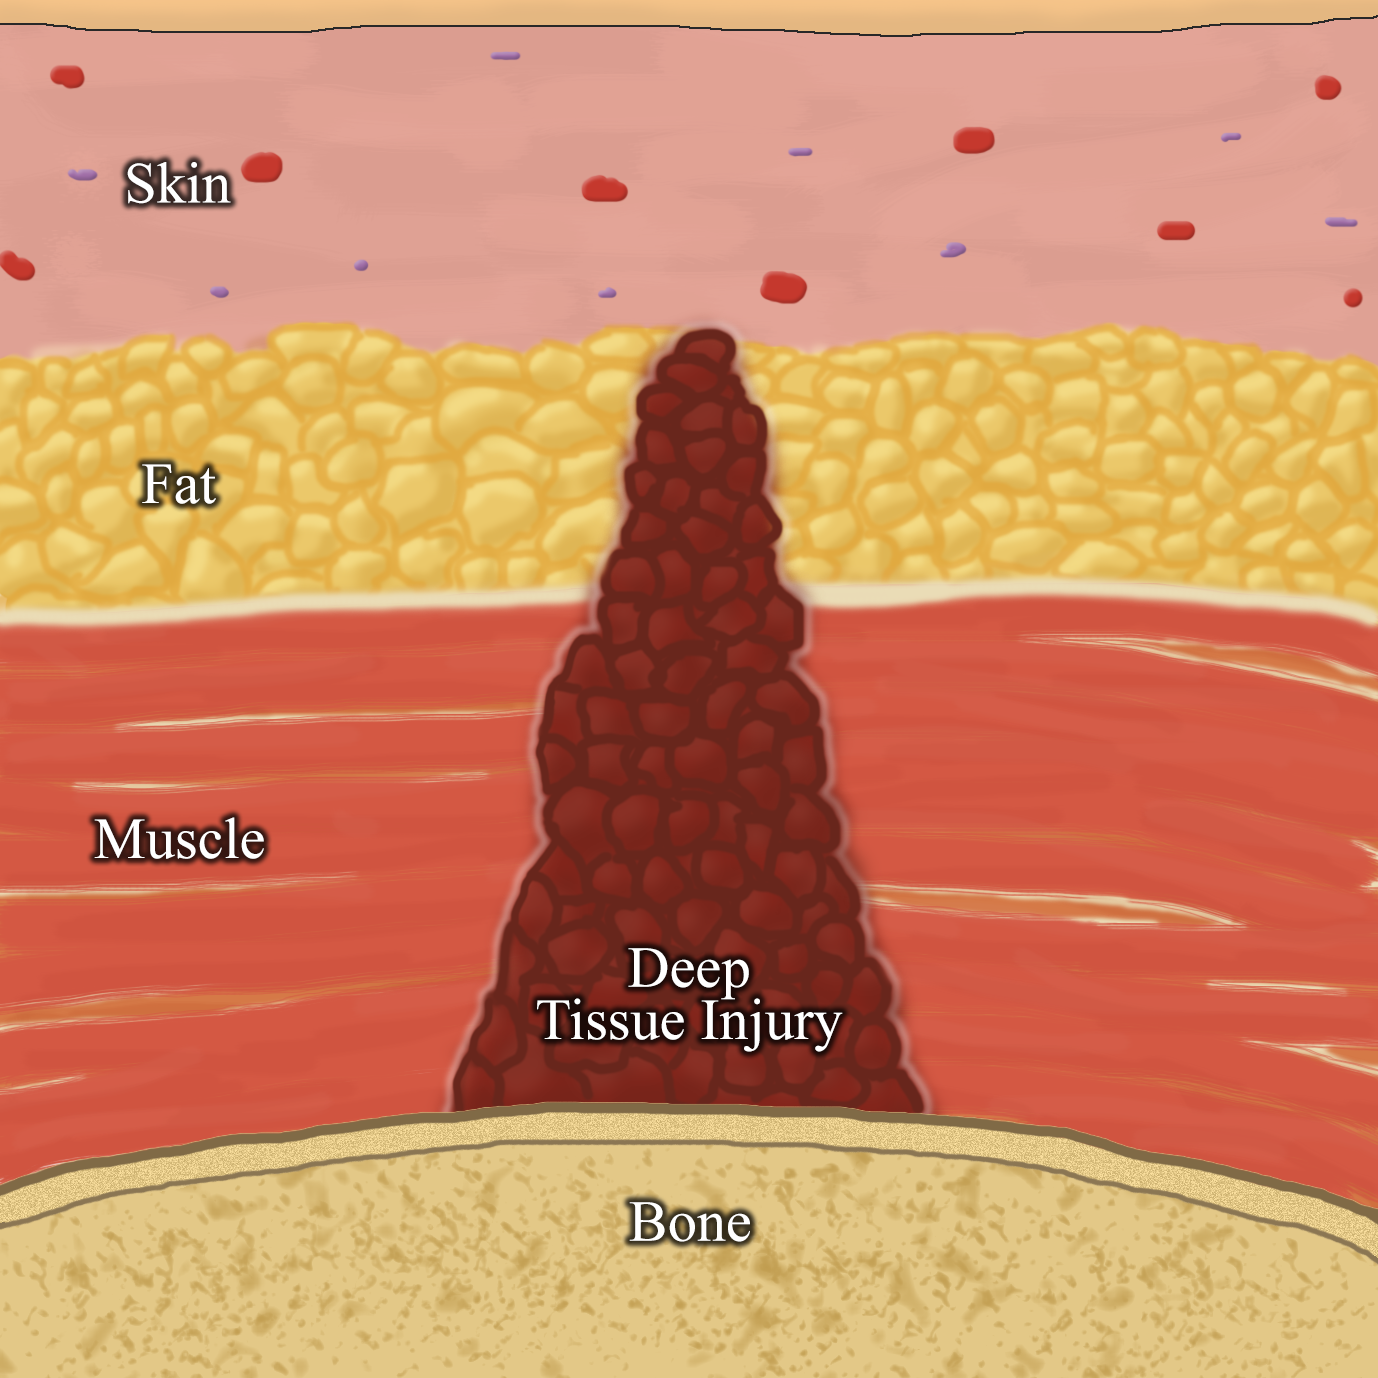 Skin
Fat
Muscle
Deep
Tissue Injury
Bone